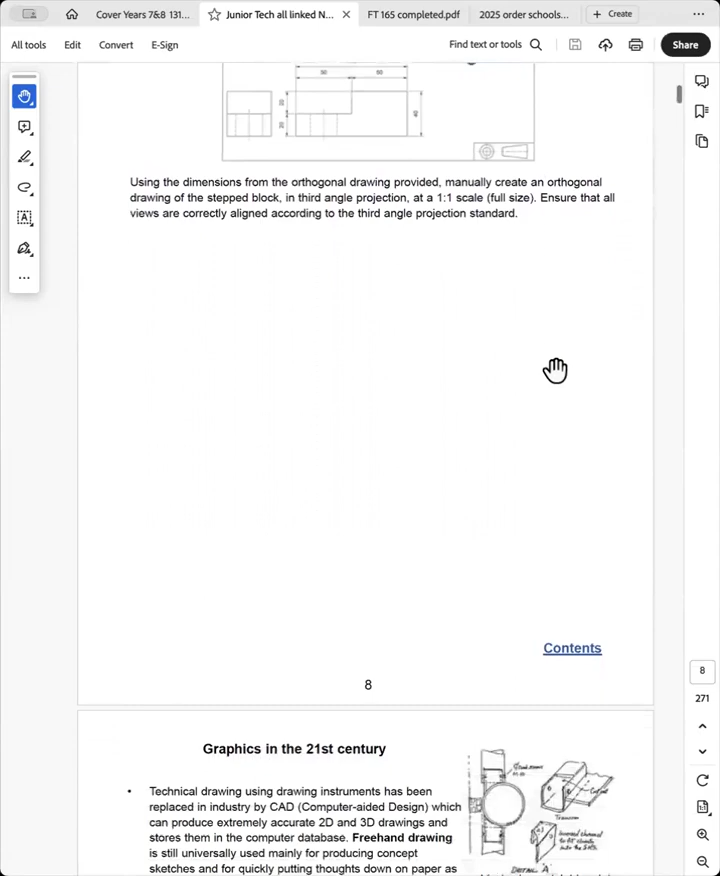 Cover Years 7&8 131...
Junior Tech all linked N...
FT 165 completed.pdf
2025 order schools...
Create
All tools
Edit
Convert
E-Sign
Find text or tools
Share
50
50
20
20
40
Using the dimensions from the orthogonal drawing provided, manually create an orthogonal
drawing of the stepped block, in third angle projection, at a 1:1 scale (full size). Ensure that all
views are correctly aligned according to the third angle projection standard.
Contents
8
8
271
Graphics in the 21st century
• Technical drawing using drawing instruments has been
replaced in industry by CAD (Computer-aided Design) which
can produce extremely accurate 2D and 3D drawings and
stores them in the computer database. Freehand drawing
is still universally used mainly for producing concept
sketches and for quickly putting thoughts down on paper as
DETAIL 'A'